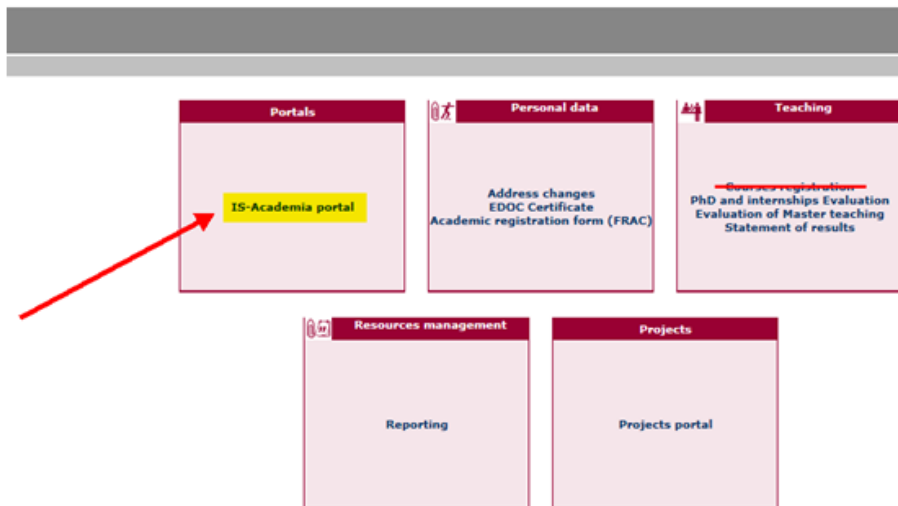 Portals
IS-Academia portal
Personal data
Address changes
EDOC Certificate
Academic registration form (FRAC)
Teaching
Courses registration
PhD and internships Evaluation
Evaluation of Master teaching
Statement of results
Resources management
Reporting
Projects
Projects portal